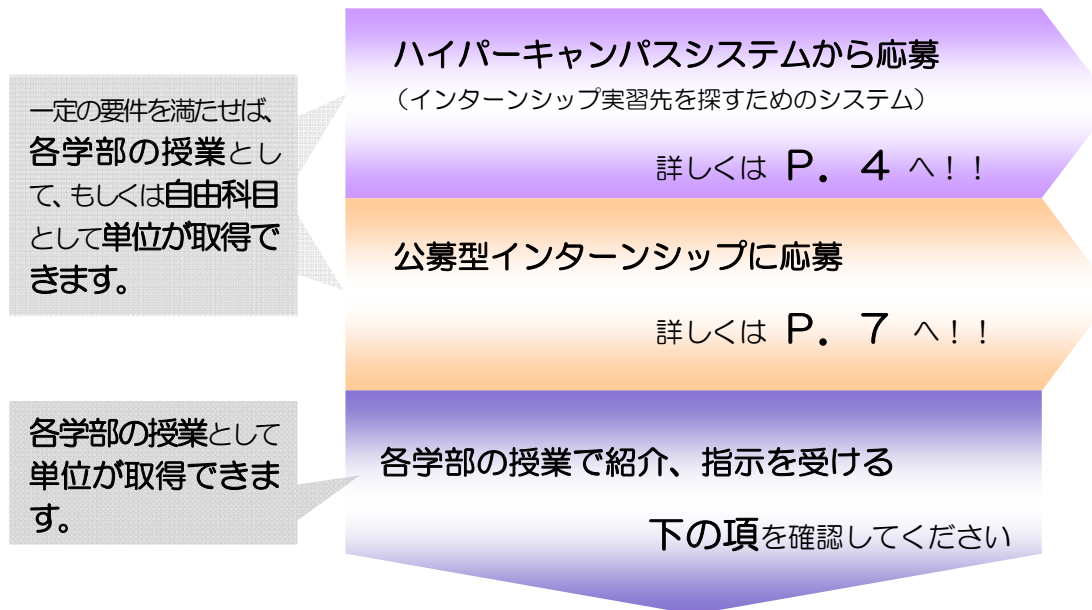 一定の要件を満たせば、
各学部の授業とし
て、もしくは自由科目
として単位が取得で
きます。
ハイパーキャンパスシステムから応募
（インターンシップ実習先を探すためのシステム）
詳しくは P．４ へ！！
公募型インターンシップに応募
詳しくは P．７ へ！！
各学部の授業として
単位が取得できま
す。
各学部の授業で紹介、指示を受ける
下の項を確認してください